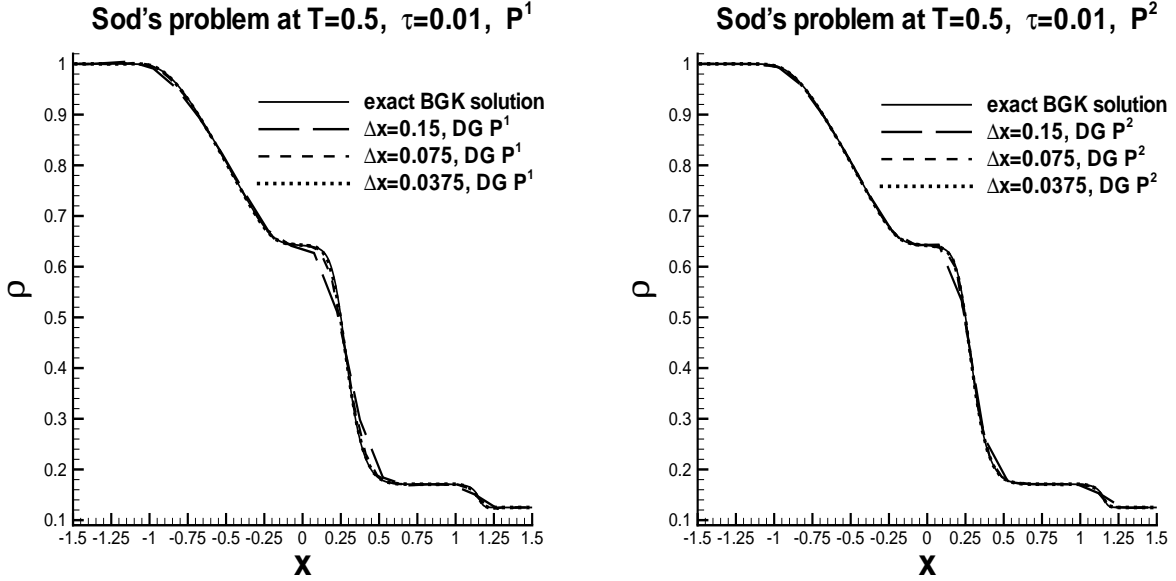 Sod's problem at T=0.5, τ=0.01, P¹
1
0.9
0.8
0.7
0.6
0.5
0.4
0.3
0.2
0.1
ρ
exact BGK solution
Δx=0.15, DG P¹
Δx=0.075, DG P¹
Δx=0.0375, DG P¹
-1.5 -1.25 -1 -0.75 -0.5 -0.25 0 0.25 0.5 0.75 1 1.25 1.5
x
Sod's problem at T=0.5, τ=0.01, P²
1
0.9
0.8
0.7
0.6
0.5
0.4
0.3
0.2
0.1
ρ
exact BGK solution
Δx=0.15, DG P²
Δx=0.075, DG P²
Δx=0.0375, DG P²
-1.5 -1.25 -1 -0.75 -0.5 -0.25 0 0.25 0.5 0.75 1 1.25 1.5
x